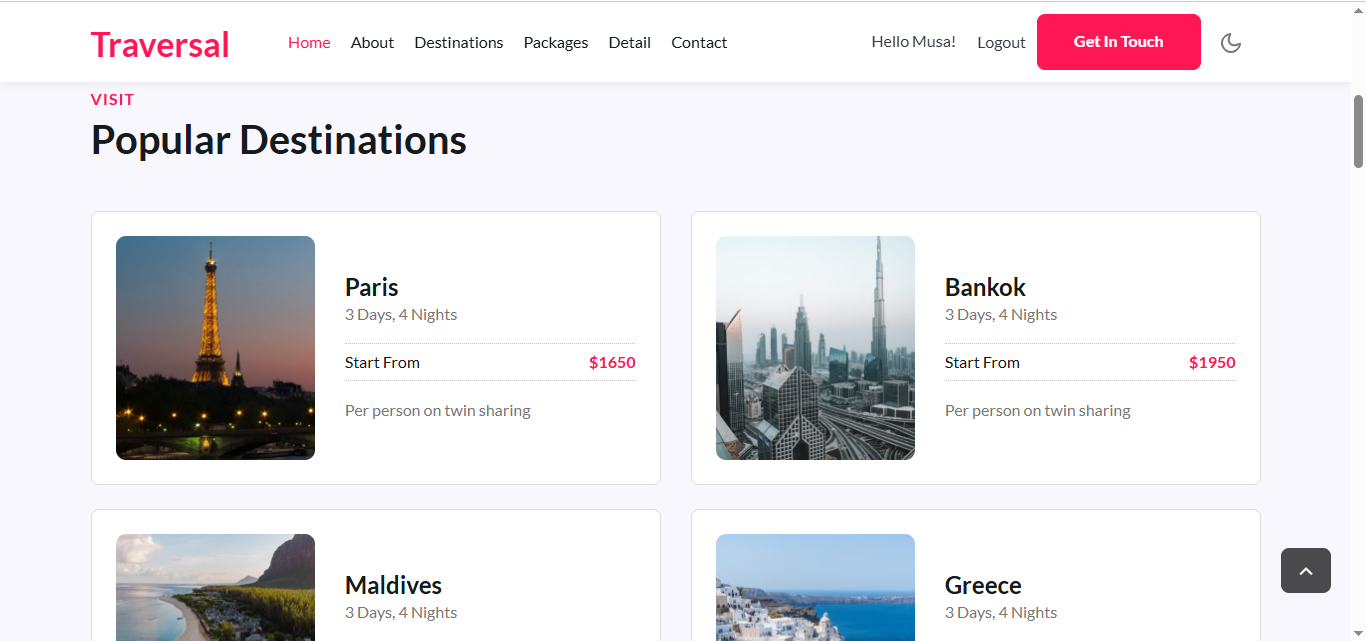 Traversal Home About Destinations Packages Detail Contact Hello Musa! Logout Get In Touch
VISIT
Popular Destinations
Paris
3 Days, 4 Nights
Start From $1650
Per person on twin sharing
Bankok
3 Days, 4 Nights
Start From $1950
Per person on twin sharing
Maldives
3 Days, 4 Nights
Greece
3 Days, 4 Nights